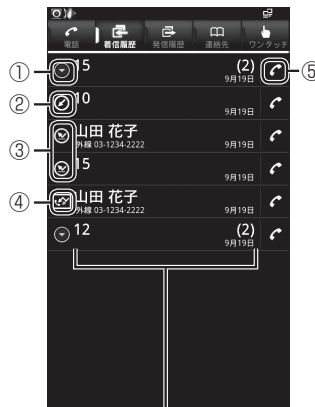 電話 着信履歴 発信履歴 連絡先 ワンタッチ
① 15 (2) ⑤
9月19日
② 10
9月19日
③ 山田 花子
外線 03-1234-2222 9月19日
15
9月19日
④ 山田 花子
外線 03-1234-2222 9月19日
12 (2)
9月19日